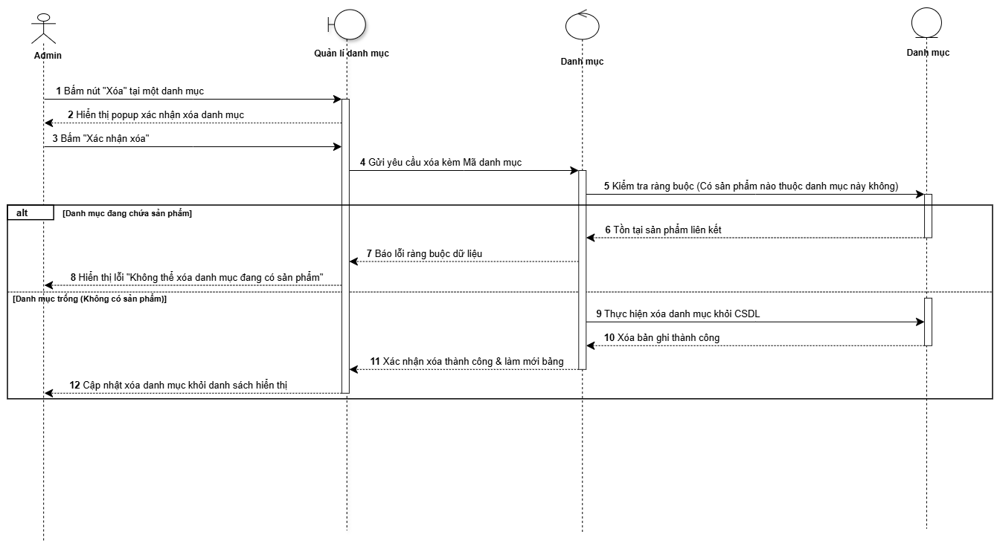 Admin
Quản lí danh mục
Danh mục
Danh mục
1 Bấm nút "Xóa" tại một danh mục
2 Hiển thị popup xác nhận xóa danh mục
3 Bấm "Xác nhận xóa"
4 Gửi yêu cầu xóa kèm Mã danh mục
5 Kiểm tra ràng buộc (Có sản phẩm nào thuộc danh mục này không)
alt
[Danh mục đang chứa sản phẩm]
6 Tồn tại sản phẩm liên kết
7 Báo lỗi ràng buộc dữ liệu
8 Hiển thị lỗi "Không thể xóa danh mục đang có sản phẩm"
[Danh mục trống (Không có sản phẩm)]
9 Thực hiện xóa danh mục khỏi CSDL
10 Xóa bản ghi thành công
11 Xác nhận xóa thành công & làm mới bảng
12 Cập nhật xóa danh mục khỏi danh sách hiển thị